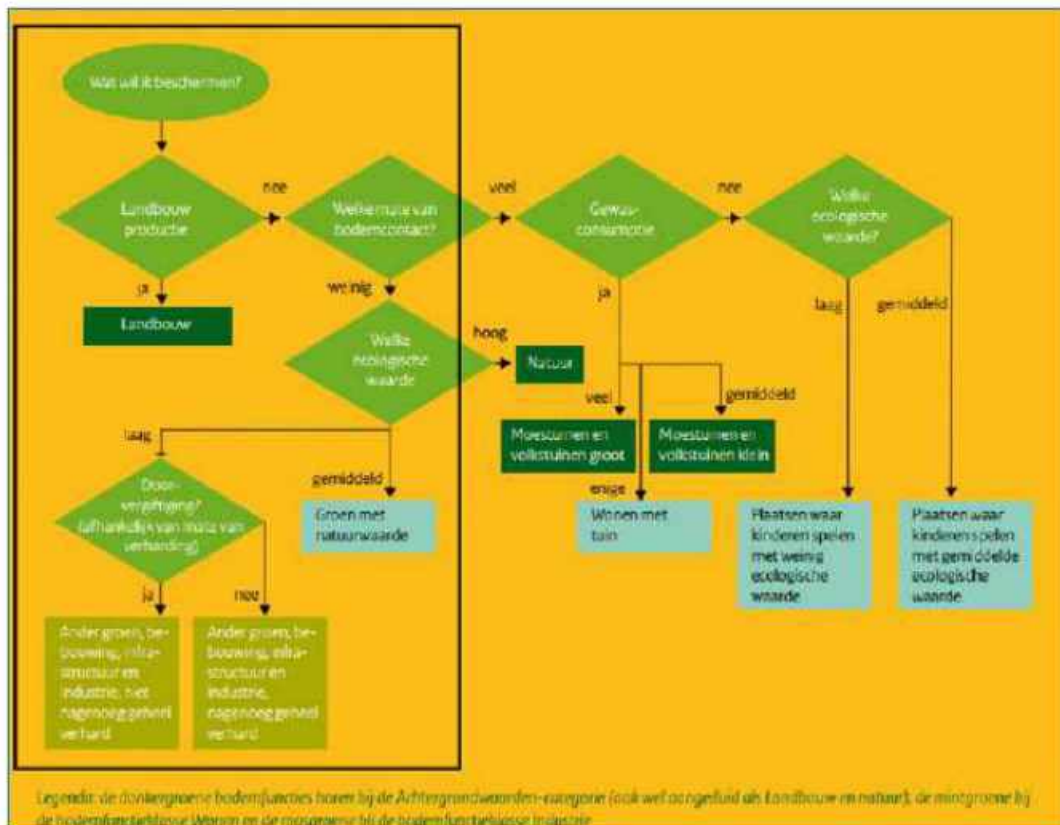 Wat wil ik beschermen?
Landbouw
productie
nee
Welke mate van
bodemcontact?
veel
Gewas-
consumptie
nee
Welke
ecologische
waarde?
ja
weinig
ja
laag
gemiddeld
Landbouw
Welke
ecologische
waarde
hoog
Natuur
veel
gemiddeld
Moestuinen en
volkstuinen groot
Moestuinen en
volkstuinen klein
laag
gemiddeld
enige
Door-
vergiftiging?
(afhankelijk van mate van
verharding)
Groen met
natuurwaarde
Wonen met
tuin
Plaatsen waar
kinderen spelen
met weinig
ecologische
waarde
Plaatsen waar
kinderen spelen
met gemiddelde
ecologische
waarde
ja
nee
Ander groen, be-
bouwing, infra-
structuur en
industrie, niet
nagenoeg geheel
verhard
Ander groen, be-
bouwing, infra-
structuur en
industrie,
nagenoeg geheel
verhard
Legenda: de donkergroene bodemfuncties horen bij de Achtergrondwaarden-categorie (ook wel aangeduid als Landbouw en natuur), de mintgroene bij
de bodemfunctieklasse Wonen en de mosgroene bij de bodemfunctieklasse Industrie